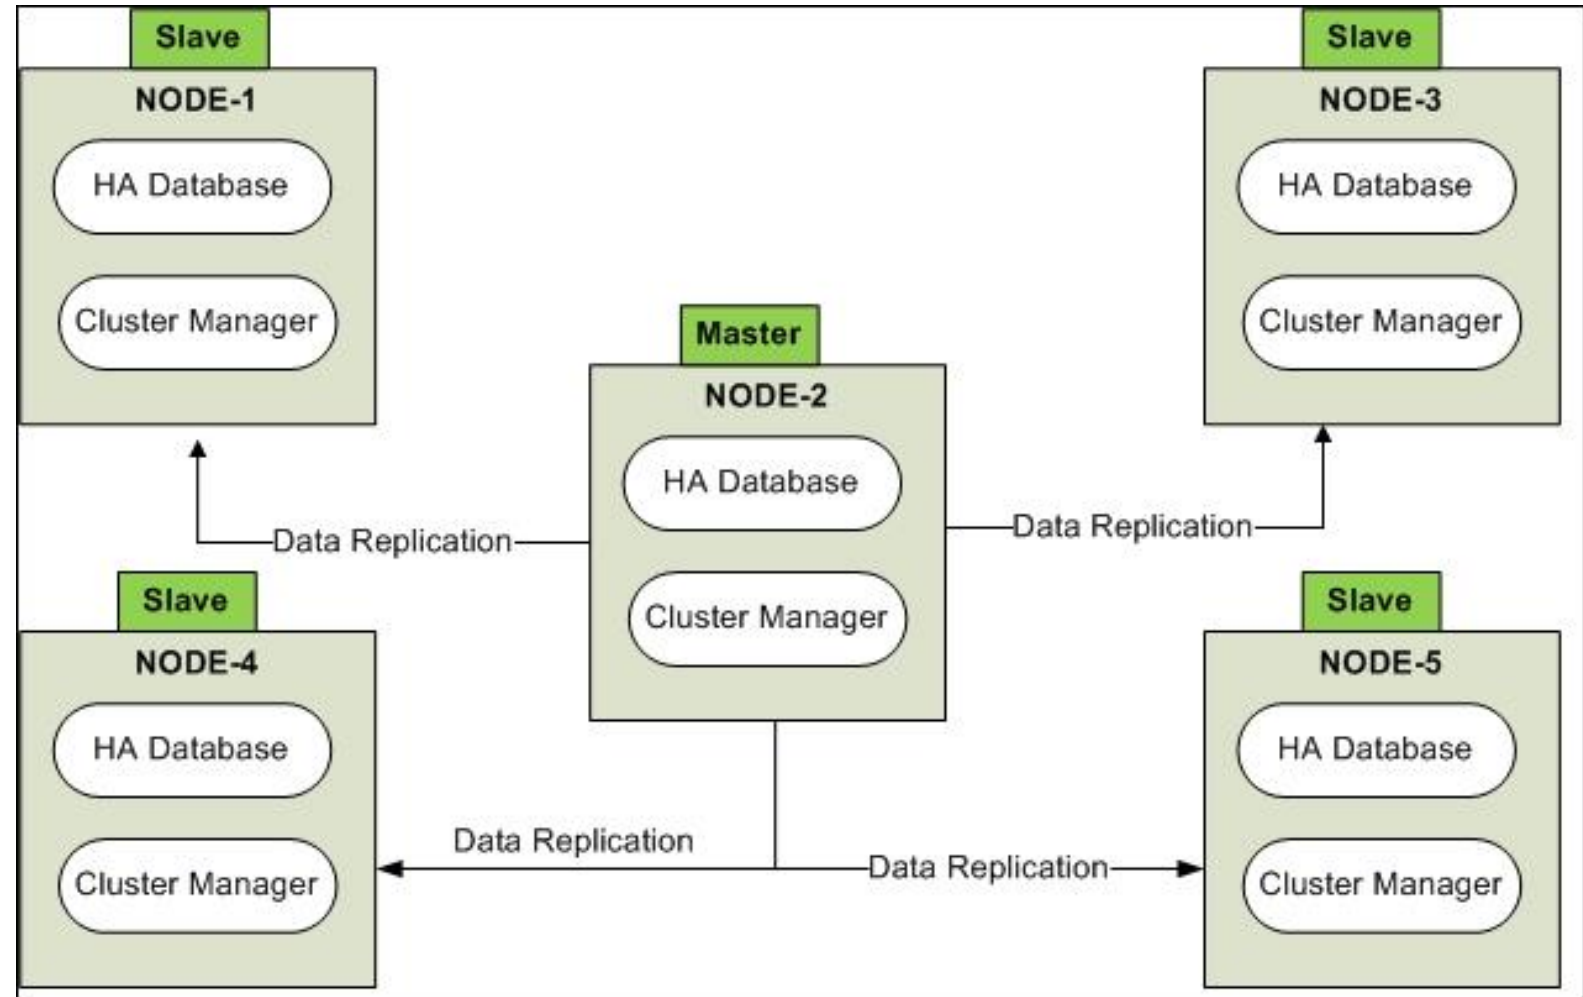 Slave
NODE-1
HA Database
Cluster Manager
Slave
NODE-3
HA Database
Cluster Manager
Master
NODE-2
HA Database
Cluster Manager
Data Replication
Data Replication
Slave
NODE-4
HA Database
Cluster Manager
Data Replication
Data Replication
Slave
NODE-5
HA Database
Cluster Manager